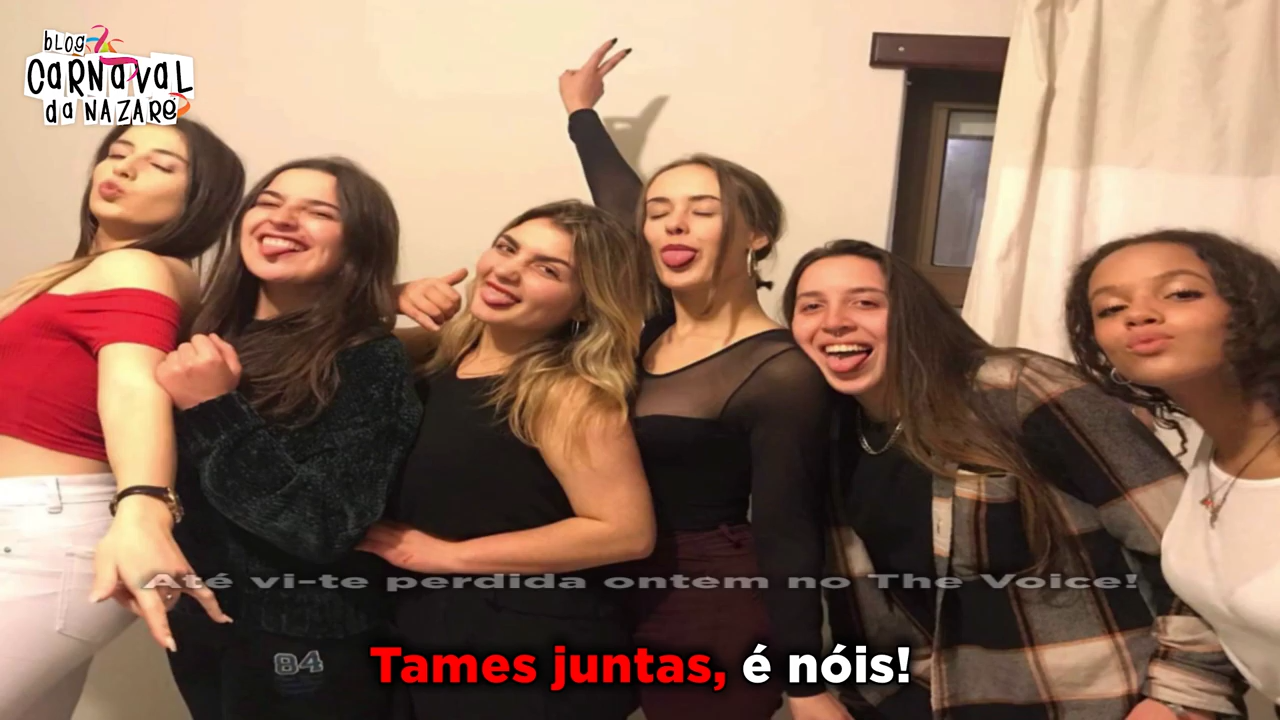 bLOG
CARNAVAL
da NAZARÉ
Até vi-te perdida ontem no The Voice!
84
Tames juntas, é nóis!